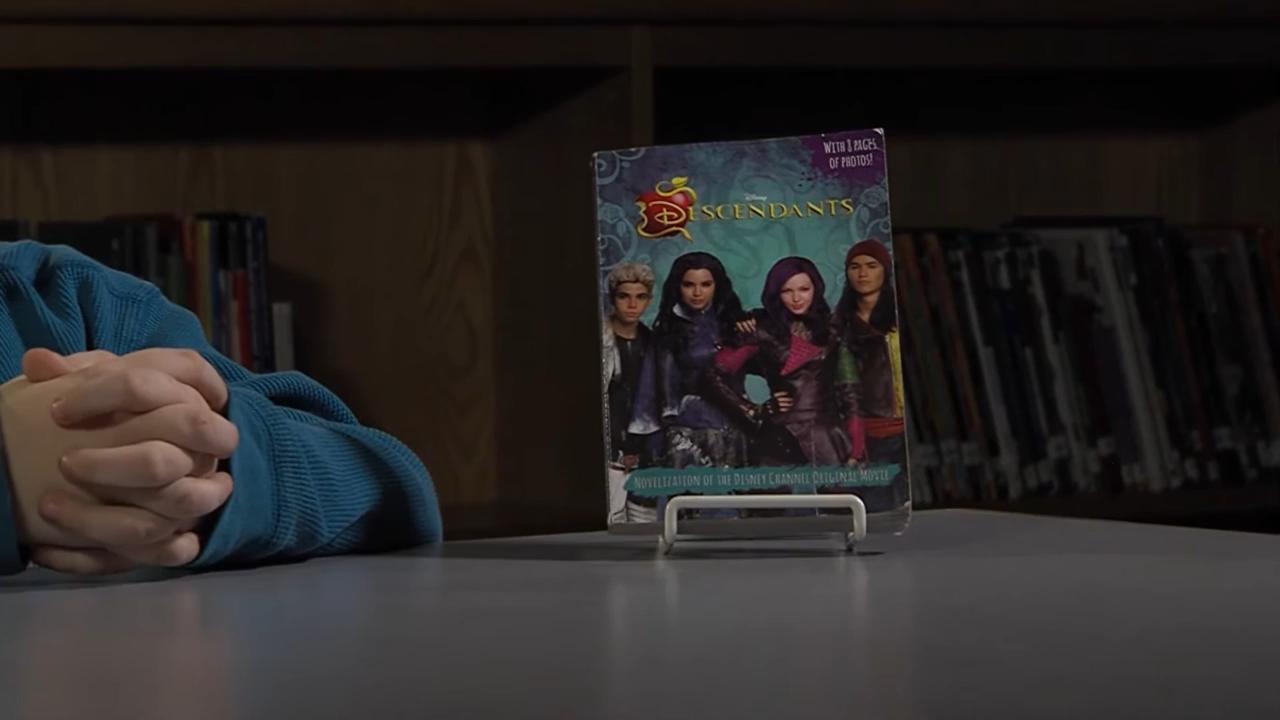 WITH 8 PAGES
OF PHOTOS!
Disney
DESCENDANTS
NOVELIZATION OF THE DISNEY CHANNEL ORIGINAL MOVIE